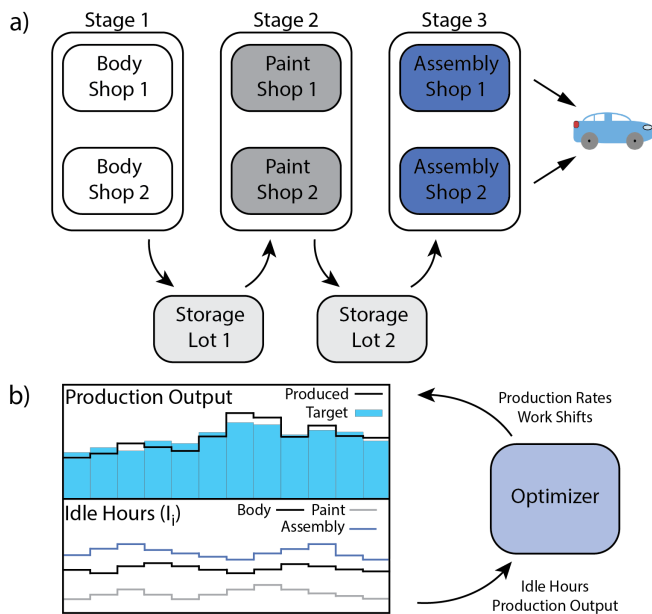 a)
Stage 1
Stage 2
Stage 3
Body
Shop 1
Paint
Shop 1
Assembly
Shop 1
Body
Shop 2
Paint
Shop 2
Assembly
Shop 2
Storage
Lot 1
Storage
Lot 2
b)
Production Output
Produced
Target
Idle Hours (Ii)
Body
Paint
Assembly
Production Rates
Work Shifts
Optimizer
Idle Hours
Production Output